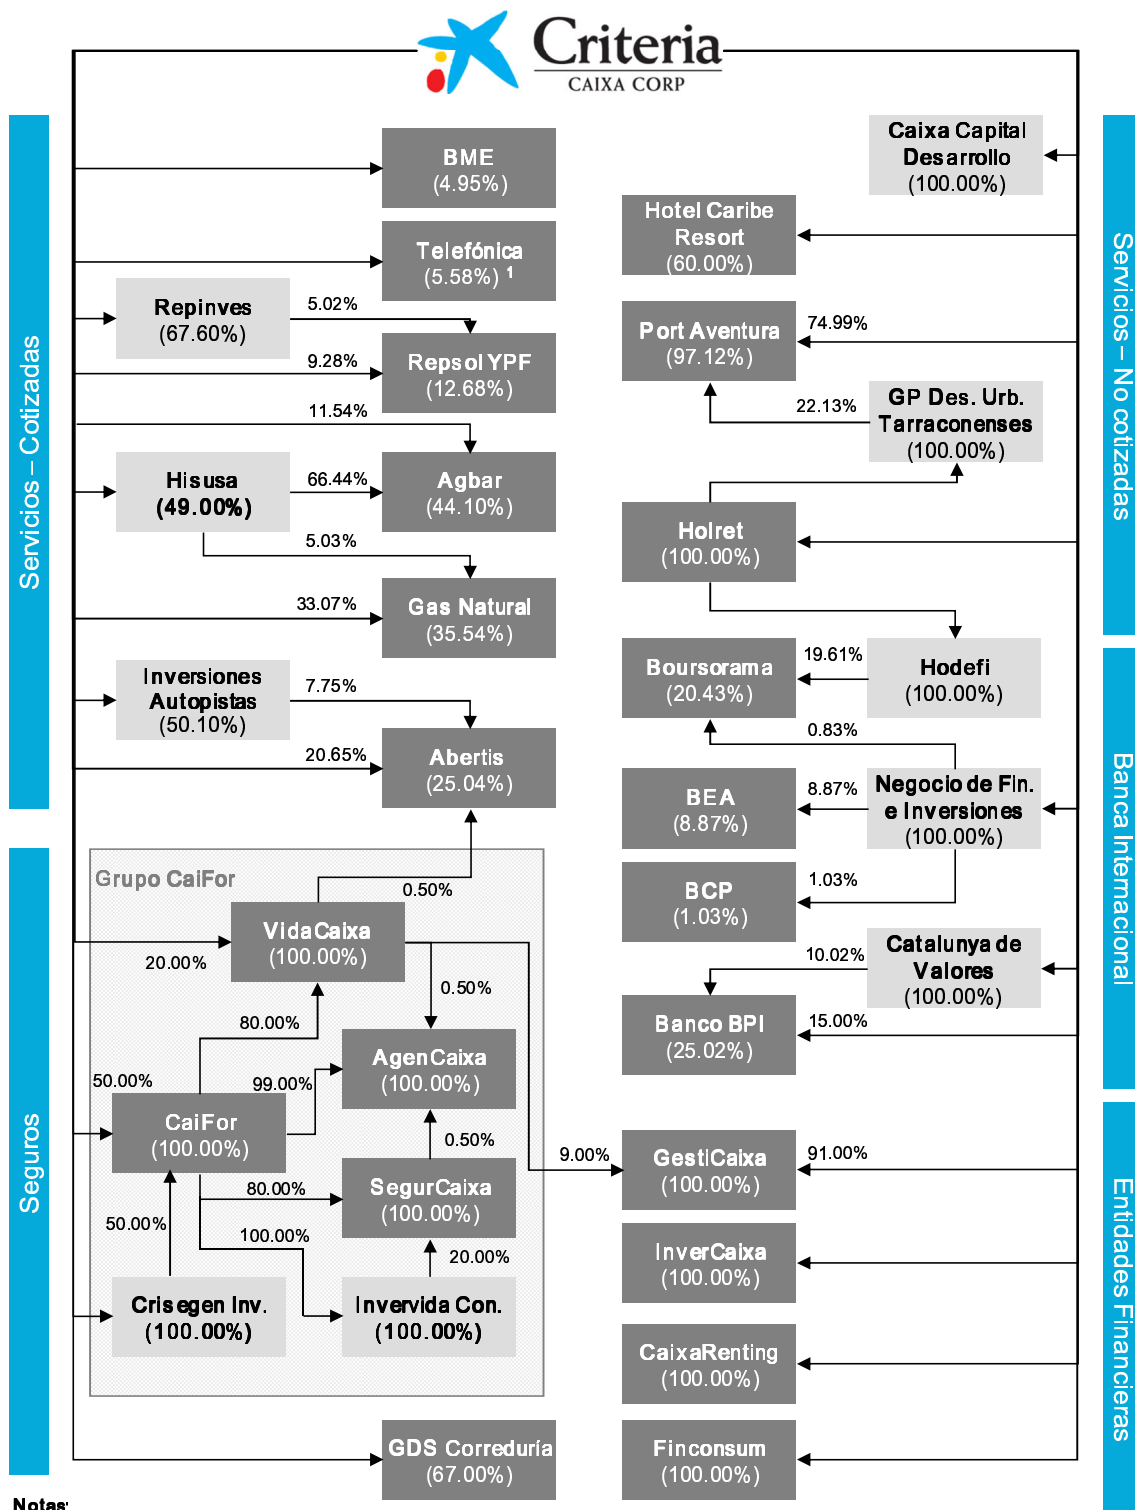 Criteria
CAIXA CORP
Servicios – Cotizadas
BME
(4.95%)
Telefónica
(5.58%) 1
Repinves
(67.60%)
5.02%
9.28%
Repsol YPF
(12.68%)
11.54%
Hisusa
(49.00%)
66.44%
Agbar
(44.10%)
5.03%
33.07%
Gas Natural
(35.54%)
Inversiones
Autopistas
(50.10%)
7.75%
20.65%
Abertis
(25.04%)
Seguros
Grupo CaiFor
0.50%
VidaCaixa
(100.00%)
20.00%
0.50%
80.00%
AgenCaixa
(100.00%)
50.00%
99.00%
CaiFor
(100.00%)
0.50%
80.00%
SegurCaixa
(100.00%)
50.00%
100.00%
20.00%
Crisegen Inv.
(100.00%)
Invervida Con.
(100.00%)
GDS Correduría
(67.00%)
Servicios – No cotizadas
Caixa Capital
Desarrollo
(100.00%)
Hotel Caribe
Resort
(60.00%)
Port Aventura
(97.12%)
74.99%
22.13%
GP Des. Urb.
Tarraconenses
(100.00%)
Holret
(100.00%)
Banca Internacional
Boursorama
(20.43%)
19.61%
Hodefi
(100.00%)
0.83%
BEA
(8.87%)
8.87%
Negocio de Fin.
e Inversiones
(100.00%)
BCP
(1.03%)
1.03%
10.02%
Catalunya de
Valores
(100.00%)
Banco BPI
(25.02%)
15.00%
Entidades Financieras
9.00%
GestiCaixa
(100.00%)
91.00%
InverCaixa
(100.00%)
CaixaRenting
(100.00%)
Finconsum
(100.00%)
Notas: